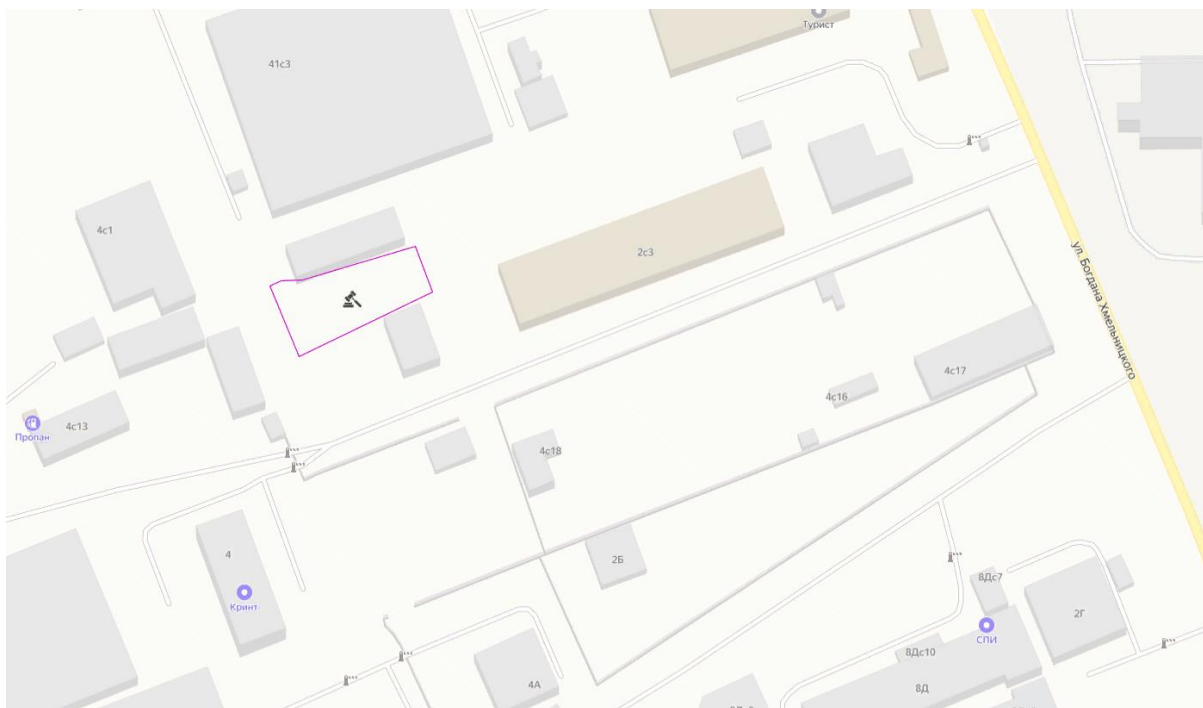 Турист
41с3
4с1
2с3
ул. Богдана Хмельницкого
4с17
4с16
Пропан
4с13
4с18
4
2Б
Кринт
8Дс7
2Г
СПИ
8Дс10
4А
8Д